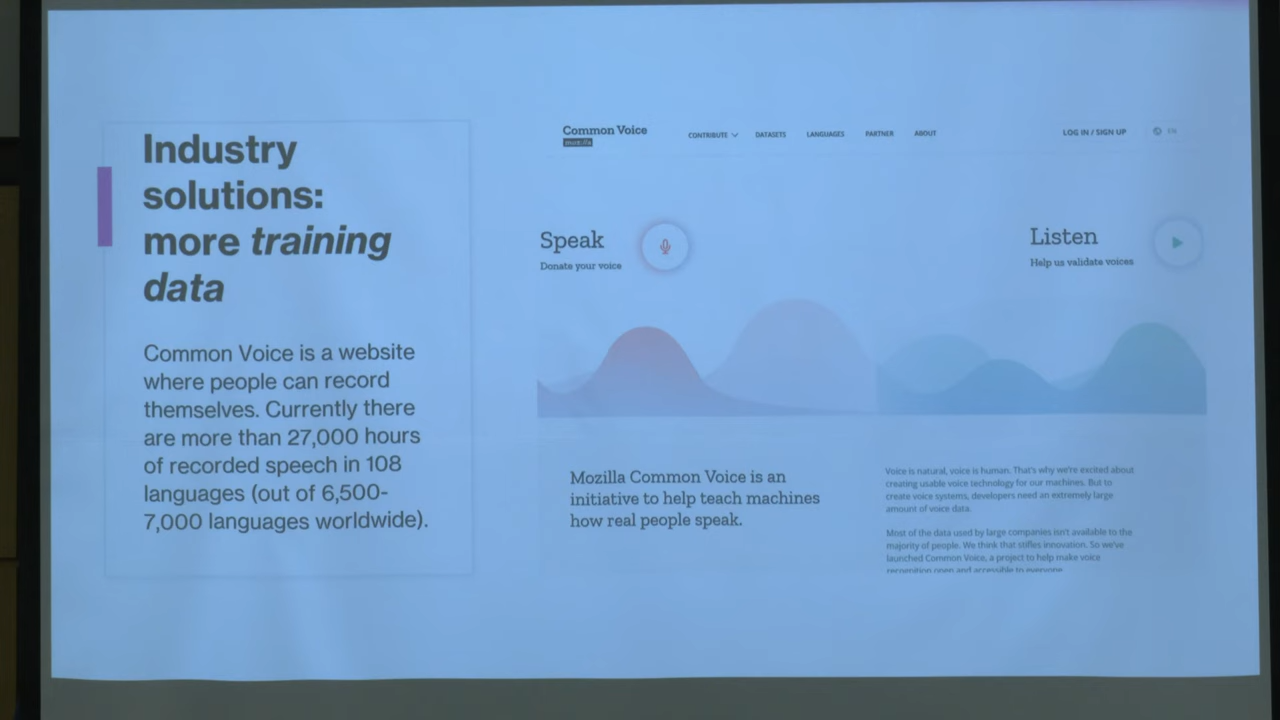 Industry
solutions:
more training
data
Common Voice is a website
where people can record
themselves. Currently there
are more than 27,000 hours
of recorded speech in 108
languages (out of 6,500-
7,000 languages worldwide).
Common Voice
mozilla
CONTRIBUTE
DATASETS
LANGUAGES
PARTNER
ABOUT
LOG IN / SIGN UP
EN
Speak
Donate your voice
Listen
Help us validate voices
Mozilla Common Voice is an
initiative to help teach machines
how real people speak.
Voice is natural, voice is human. That's why we're excited about
creating usable voice technology for our machines. But to
create voice systems, developers need an extremely large
amount of voice data.
Most of the data used by large companies isn't available to the
majority of people. We think that stifles innovation. So we've
launched Common Voice, a project to help make voice
recognition open and accessible to everyone.